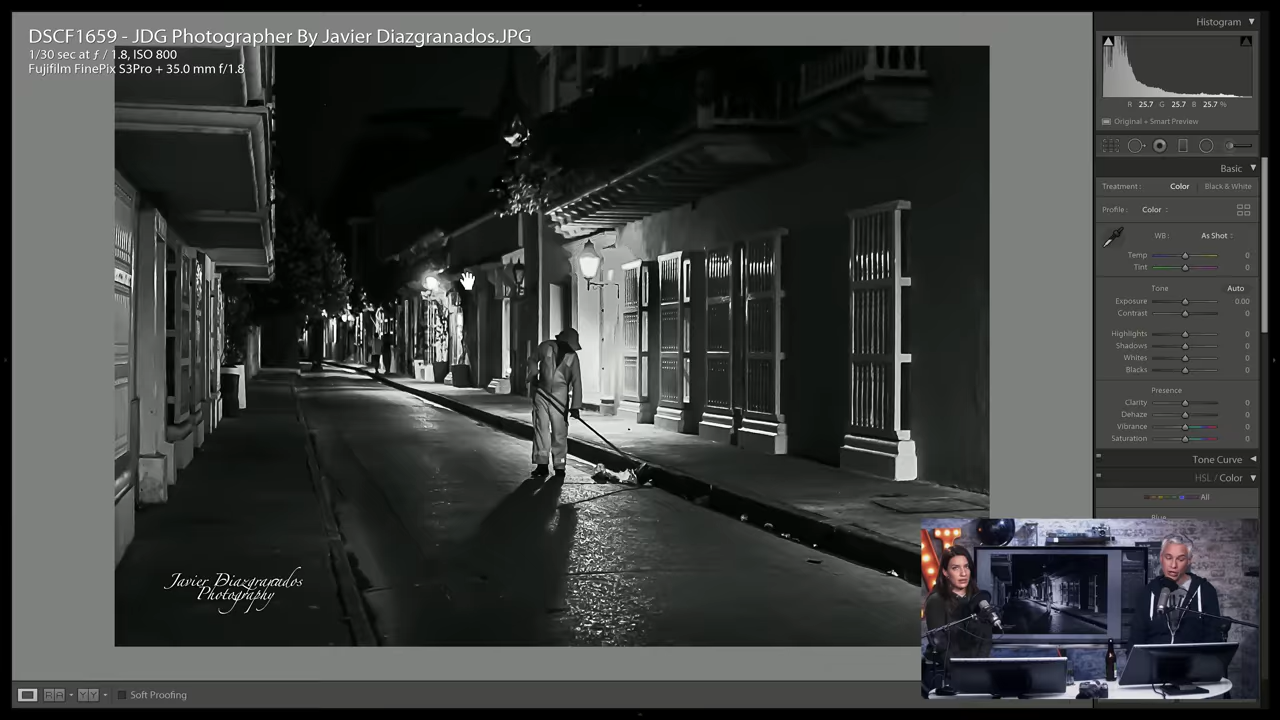 DSCF1659 - JDG Photographer By Javier Diazgranados.JPG
1/30 sec at ƒ / 1.8, ISO 800
Fujifilm FinePix S3Pro + 35.0 mm f/1.8
Histogram
R 25.7 G 25.7 B 25.7 %
Original + Smart Preview
Basic
Treatment: Color | Black & White
Profile: Color
WB: As Shot
Temp 0
Tint 0
Tone Auto
Exposure 0.00
Contrast 0
Highlights 0
Shadows 0
Whites 0
Blacks 0
Presence
Clarity 0
Dehaze 0
Vibrance 0
Saturation 0
Tone Curve
HSL / Color
All
Blue
Javier Diazgranados
Photography
Soft Proofing